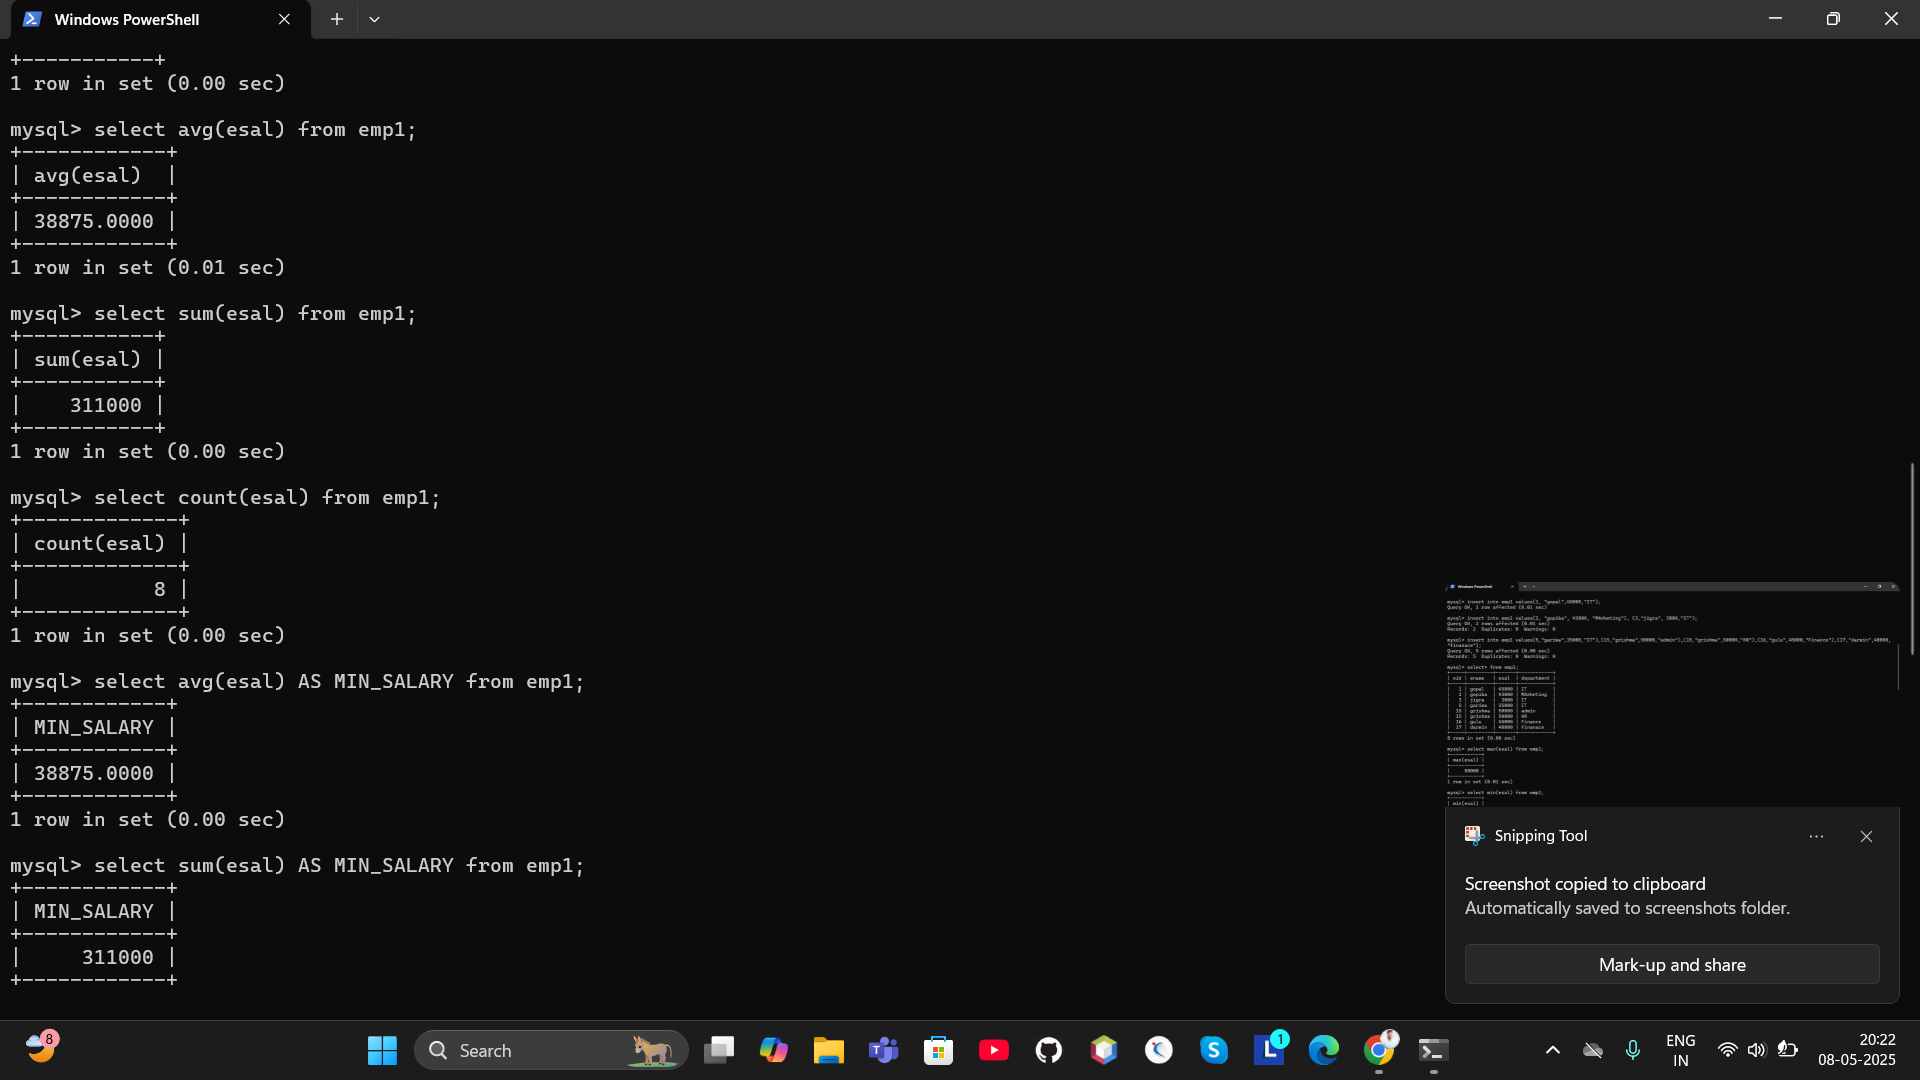 Windows PowerShell
+-----------+
1 row in set (0.00 sec)
mysql> select avg(esal) from emp1;
+------------+
| avg(esal)  |
+------------+
| 38875.0000 |
+------------+
1 row in set (0.01 sec)
mysql> select sum(esal) from emp1;
+-----------+
| sum(esal) |
+-----------+
|    311000 |
+-----------+
1 row in set (0.00 sec)
mysql> select count(esal) from emp1;
+-------------+
| count(esal) |
+-------------+
|           8 |
+-------------+
1 row in set (0.00 sec)
mysql> select avg(esal) AS MIN_SALARY from emp1;
+------------+
| MIN_SALARY |
+------------+
| 38875.0000 |
+------------+
1 row in set (0.00 sec)
mysql> select sum(esal) AS MIN_SALARY from emp1;
+------------+
| MIN_SALARY |
+------------+
|     311000 |
+------------+
Snipping Tool
Screenshot copied to clipboard
Automatically saved to screenshots folder.
Mark-up and share
8
Search
1
ENG
IN
20:22
08-05-2025